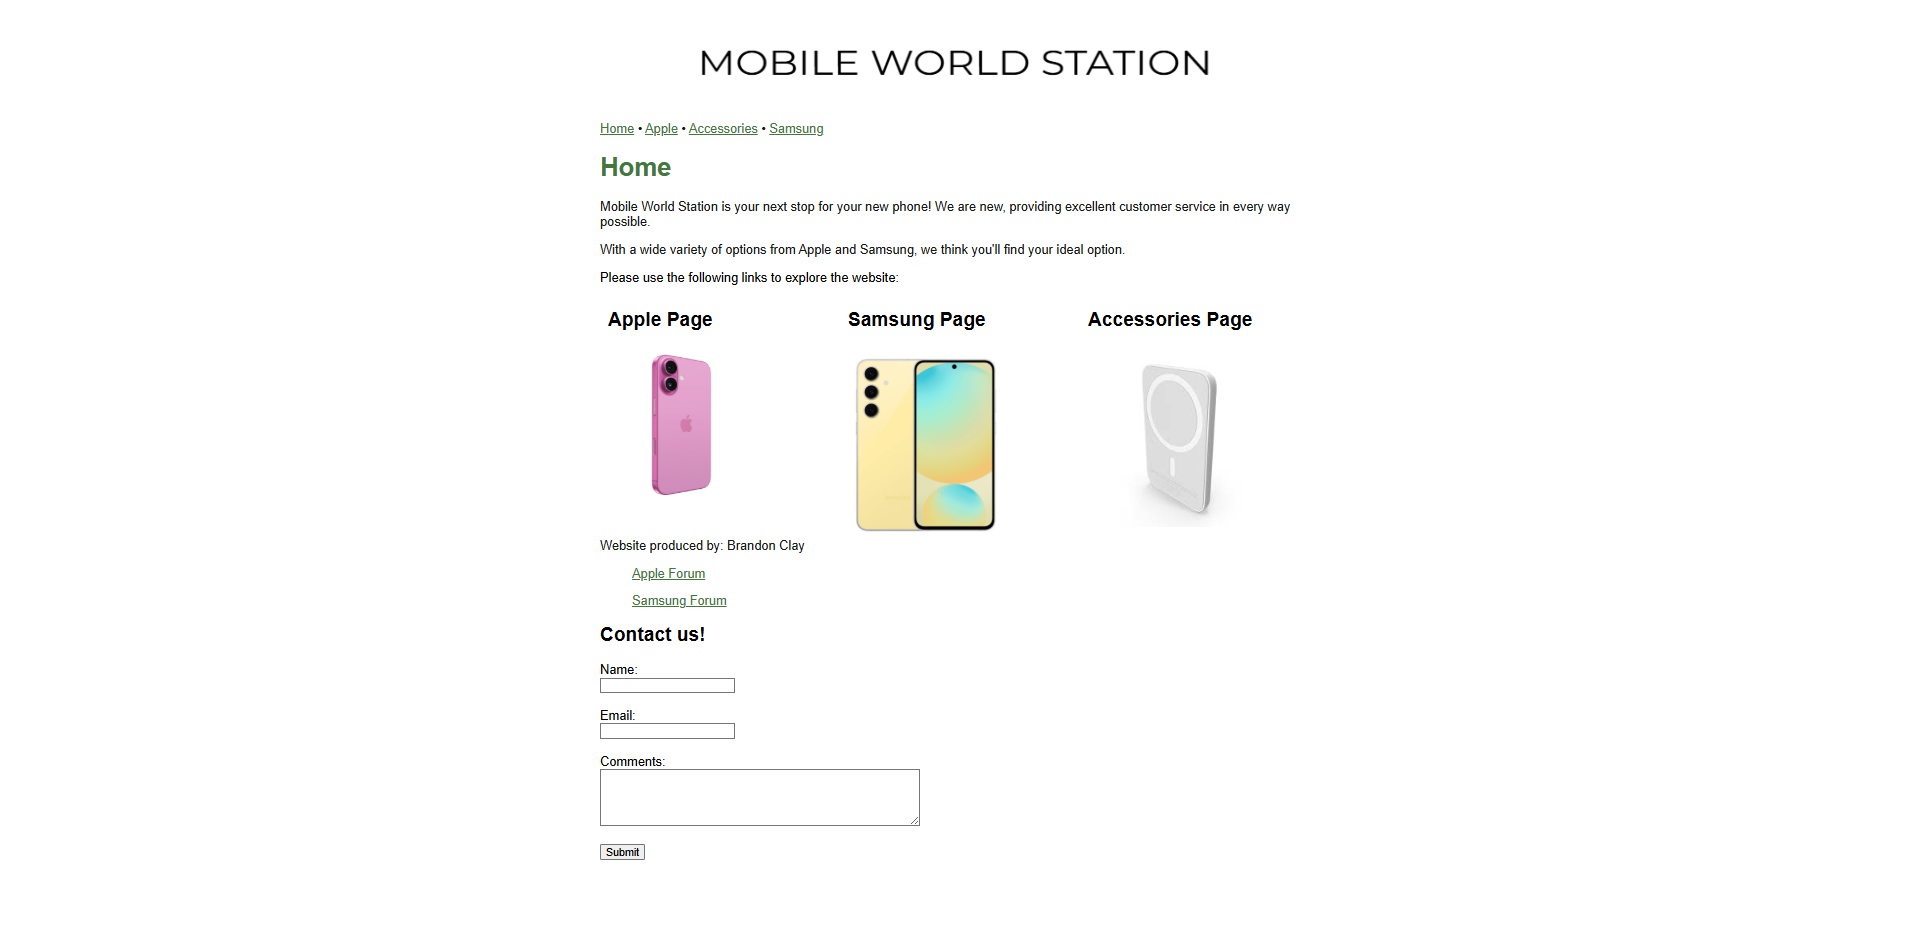 MOBILE WORLD STATION
Home • Apple • Accessories • Samsung
Home
Mobile World Station is your next stop for your new phone! We are new, providing excellent customer service in every way
possible.
With a wide variety of options from Apple and Samsung, we think you'll find your ideal option.
Please use the following links to explore the website:
Apple Page
Samsung Page
Accessories Page
Website produced by: Brandon Clay
Apple Forum
Samsung Forum
Contact us!
Name:
Email:
Comments:
Submit